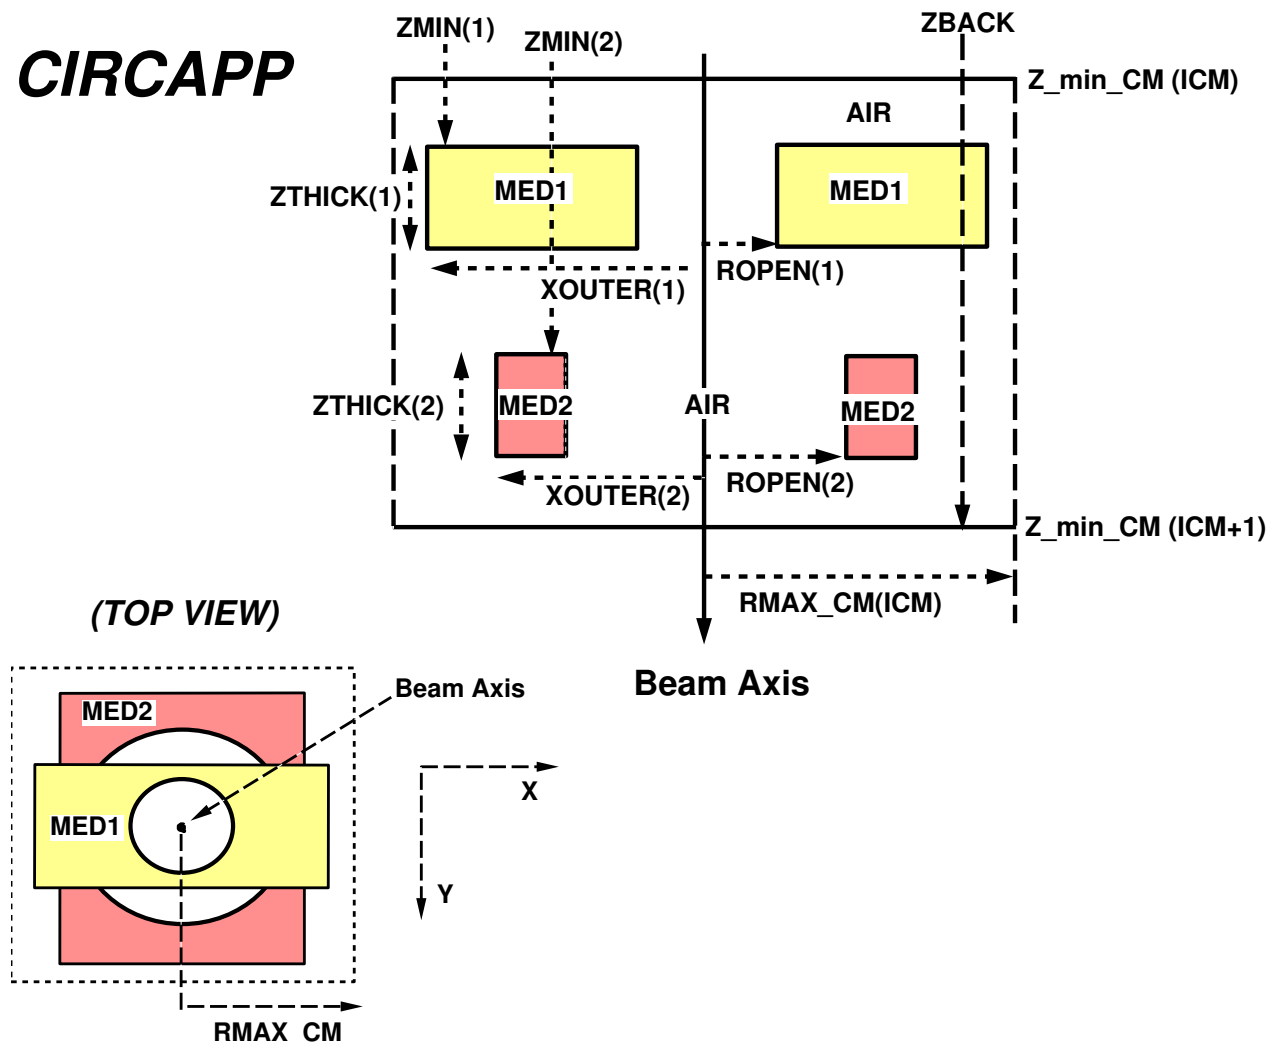 CIRCAPP
ZMIN(1)
ZMIN(2)
ZBACK
Z_min_CM (ICM)
AIR
MED1
MED1
ZTHICK(1)
ROPEN(1)
XOUTER(1)
ZTHICK(2)
MED2
AIR
MED2
ROPEN(2)
XOUTER(2)
Z_min_CM (ICM+1)
RMAX_CM(ICM)
Beam Axis
(TOP VIEW)
Beam Axis
MED2
MED1
X
Y
RMAX_CM